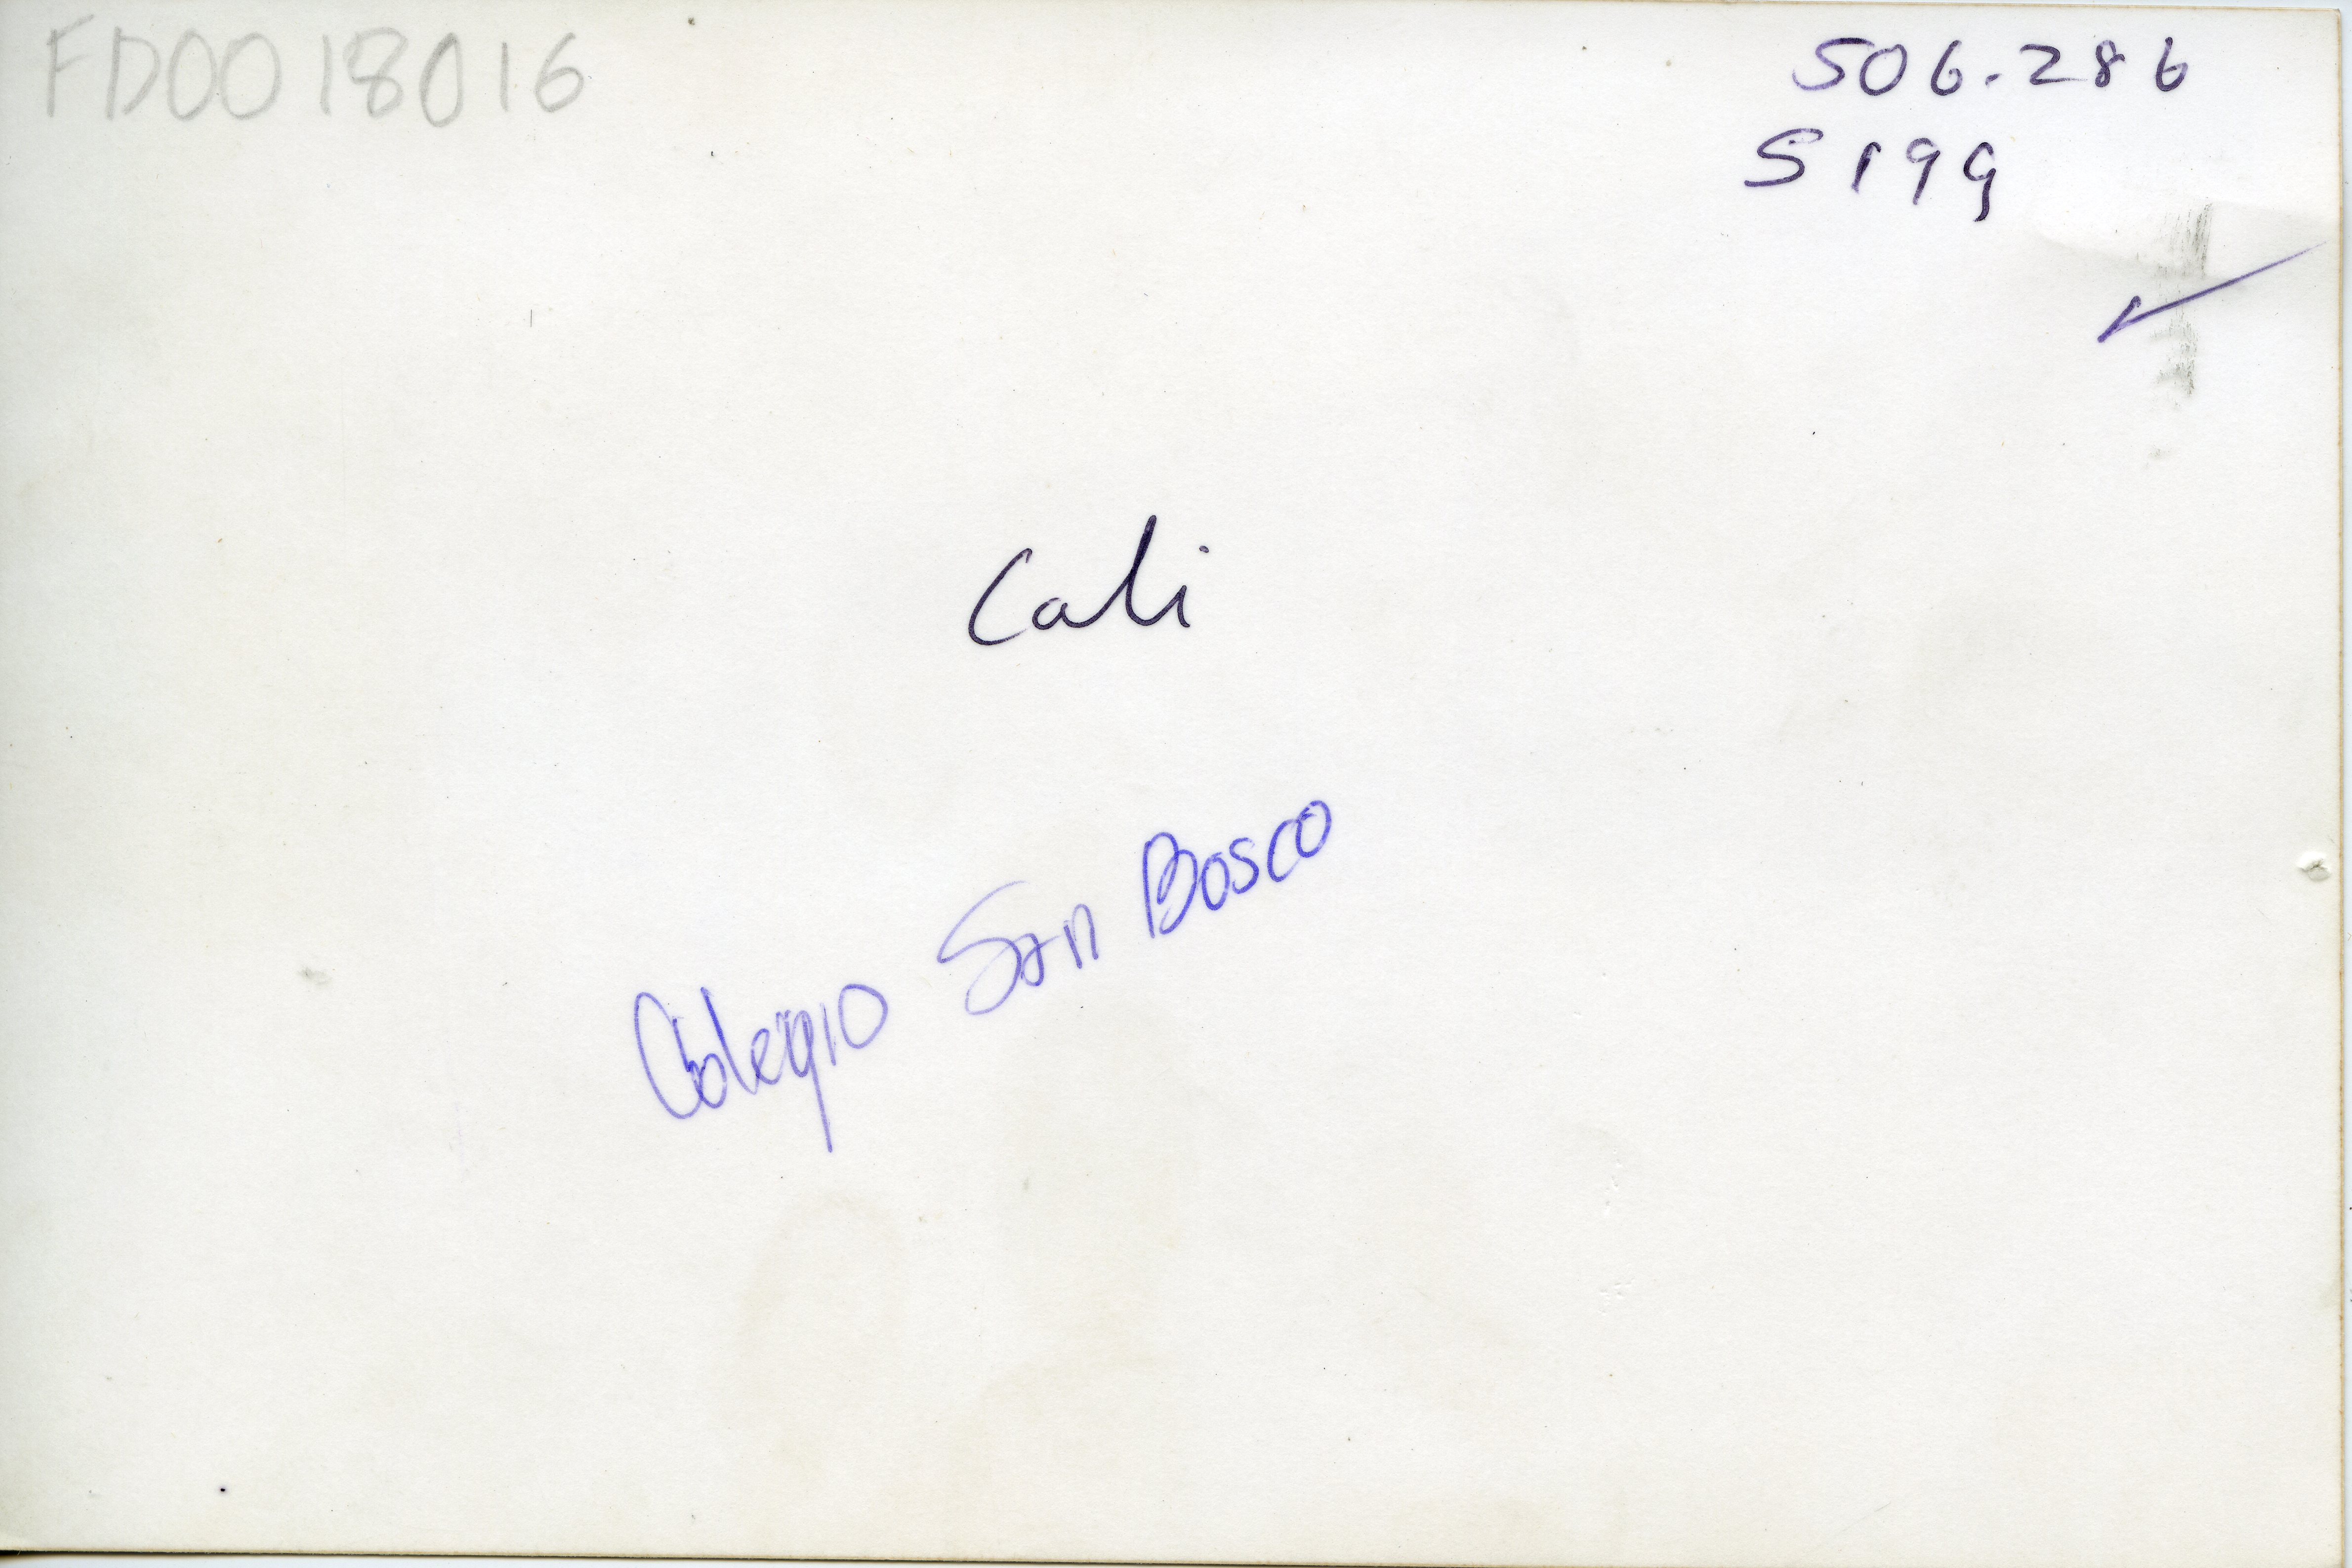 FD0018016
506.286
S199
Cali
Colegio San Bosco